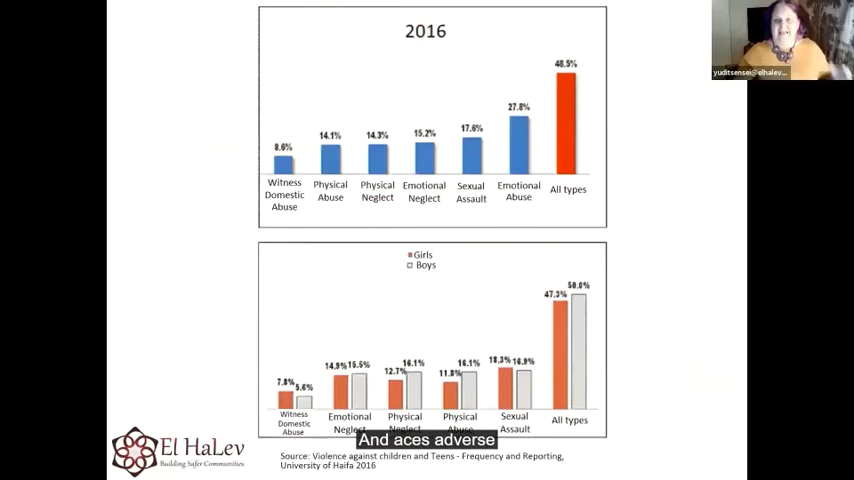 2016
48.5%
27.8%
17.6%
15.2%
14.3%
14.1%
8.6%
Witness Domestic Abuse
Physical Abuse
Physical Neglect
Emotional Neglect
Sexual Assault
Emotional Abuse
All types
Girls
Boys
47.3% 50.0%
7.8% 5.6%
14.9% 15.5%
12.7% 16.1%
11.8% 16.1%
18.3% 16.9%
Witness Domestic Abuse
Emotional Neglect
Physical Neglect
Physical Abuse
Sexual Assault
All types
And aces adverse
El HaLev
Building Safer Communities
Source: Violence against children and Teens - Frequency and Reporting,
University of Haifa 2016
yuditsensei@elhalev...